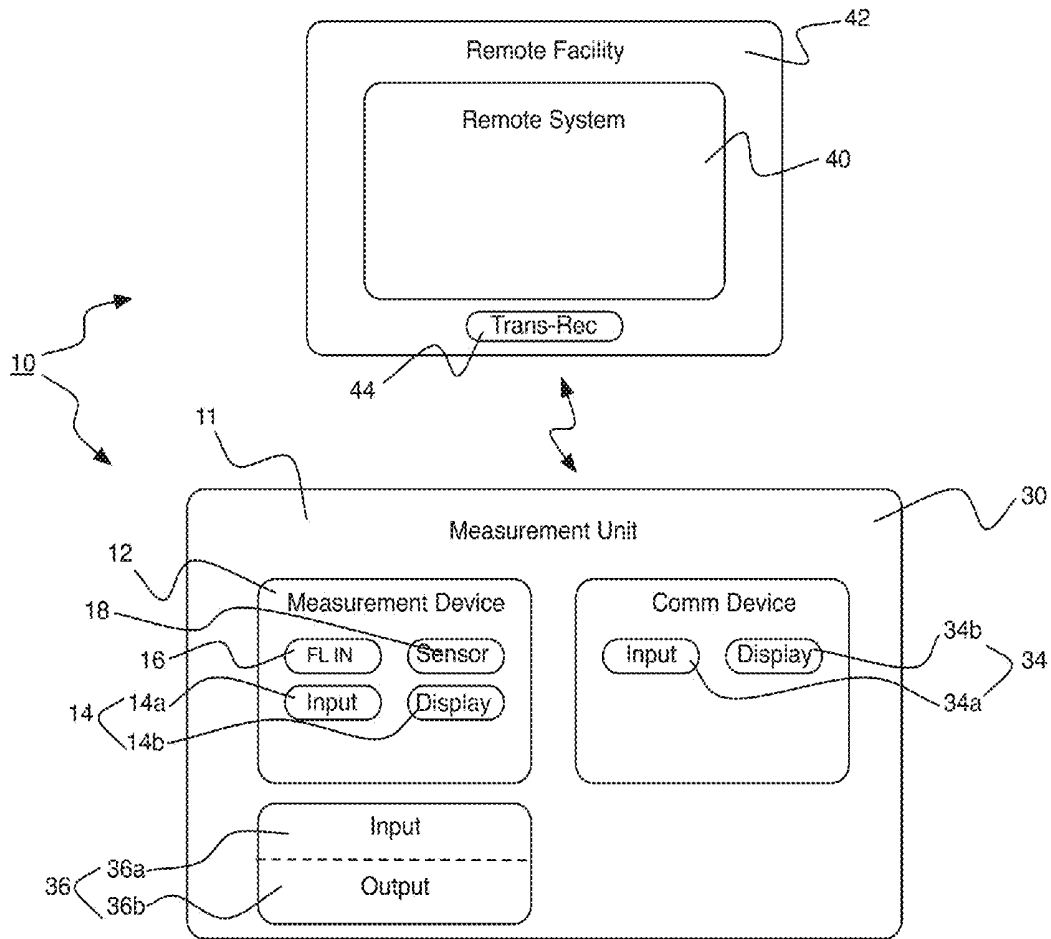 Remote Facility
42
Remote System
40
Trans-Rec
44
10
11
Measurement Unit
30
12
Measurement Device
Comm Device
18
16
FL IN
Sensor
Input
Display
34b
34
34a
14
14a
Input
Display
14b
Input
36
36a
Output
36b